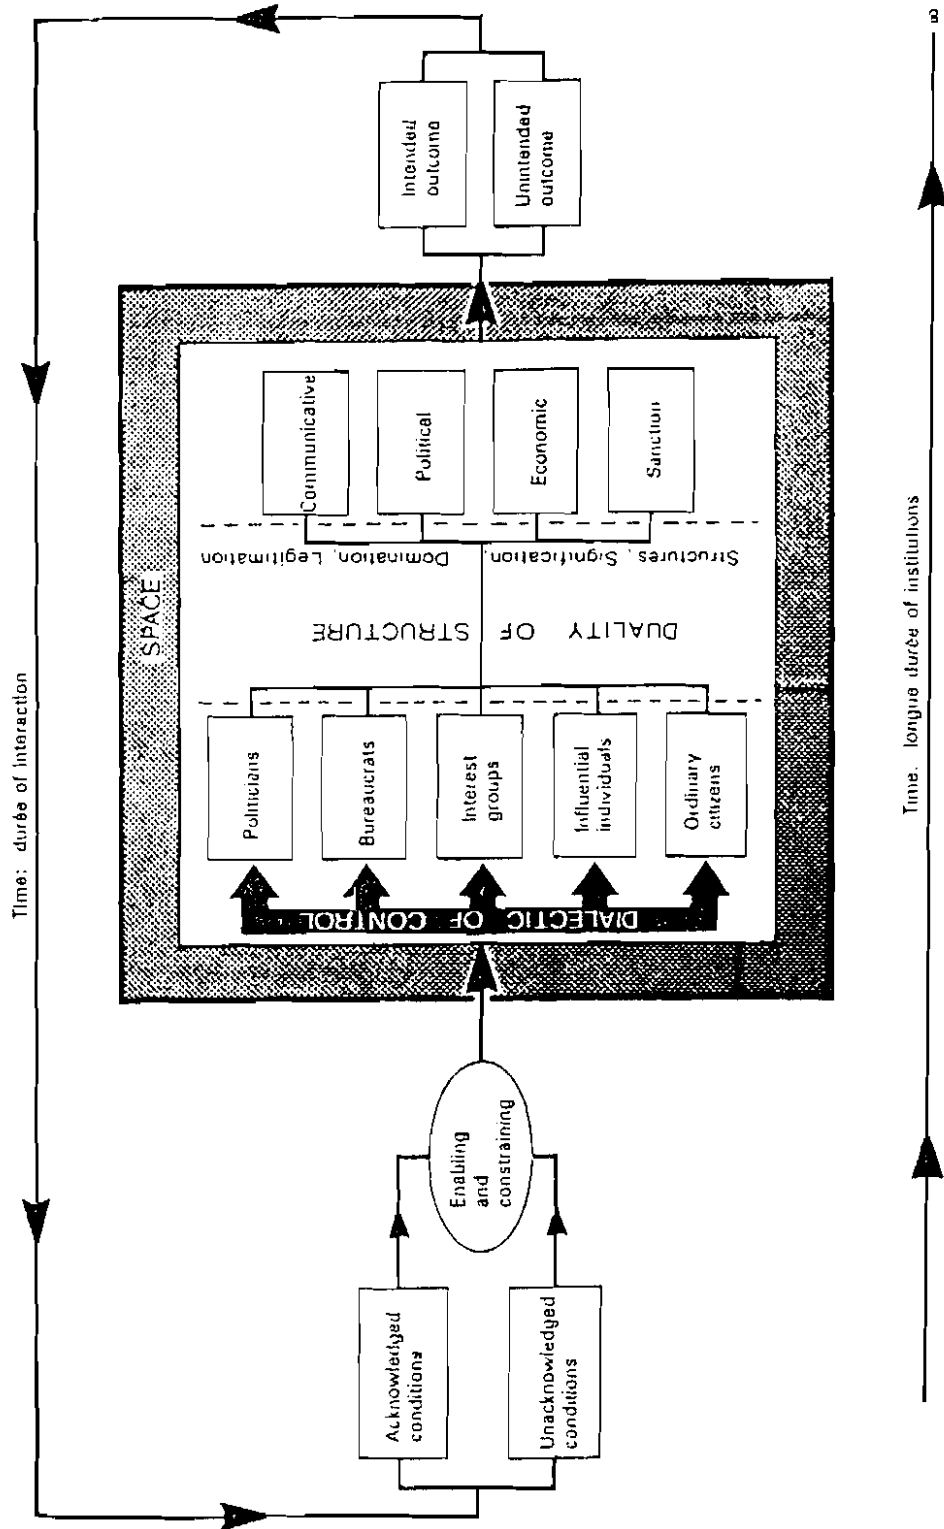 Time: durée of interaction
SPACE
Acknowledged
conditions
Unacknowledged
conditions
Enabling
and
constraining
DIALECTIC OF CONTROL
Politicians
Bureaucrats
Interest
groups
Influential
individuals
Ordinary
citizens
DUALITY OF STRUCTURE
Structures, Signification,
Domination, Legitimation
Communicative
Political
Economic
Sanction
Intended
outcome
Unintended
outcome
Time: longue durée of institutions
∞